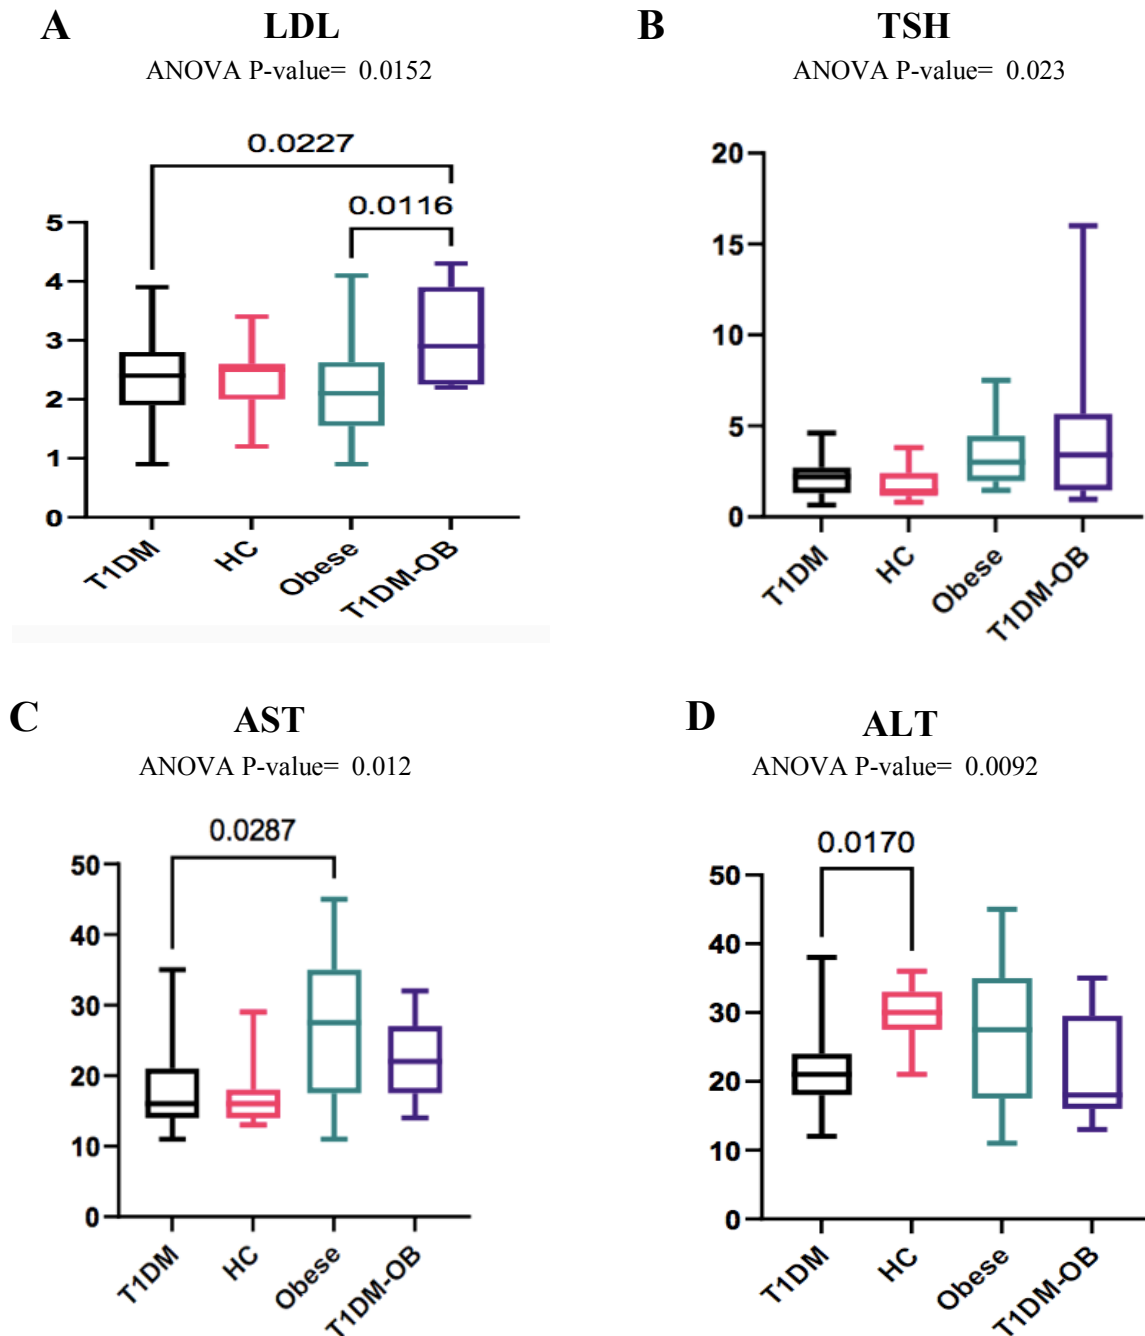 A
LDL
ANOVA P-value= 0.0152
0.0227
0.0116
5
4
3
2
1
0
T1DM
HC
Obese
T1DM-OB
B
TSH
ANOVA P-value= 0.023
20
15
10
5
0
T1DM
HC
Obese
T1DM-OB
C
AST
ANOVA P-value= 0.012
0.0287
50
40
30
20
10
0
T1DM
HC
Obese
T1DM-OB
D
ALT
ANOVA P-value= 0.0092
0.0170
50
40
30
20
10
0
T1DM
HC
Obese
T1DM-OB